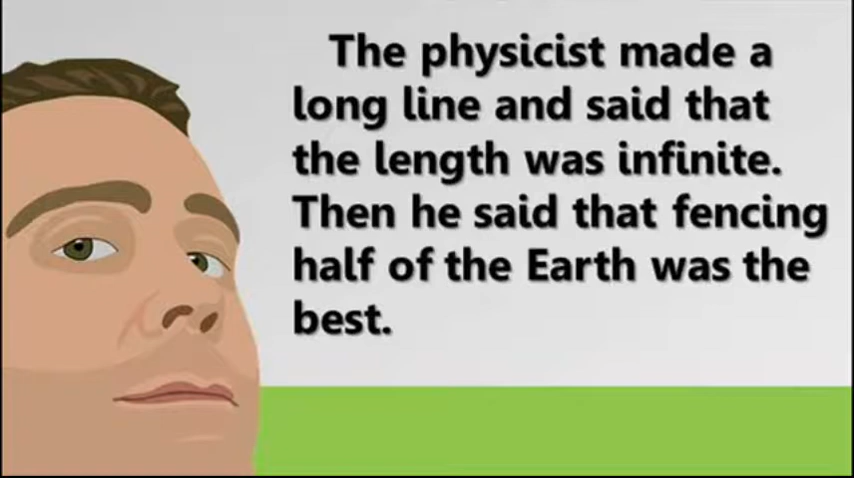 The physicist made a
long line and said that
the length was infinite.
Then he said that fencing
half of the Earth was the
best.